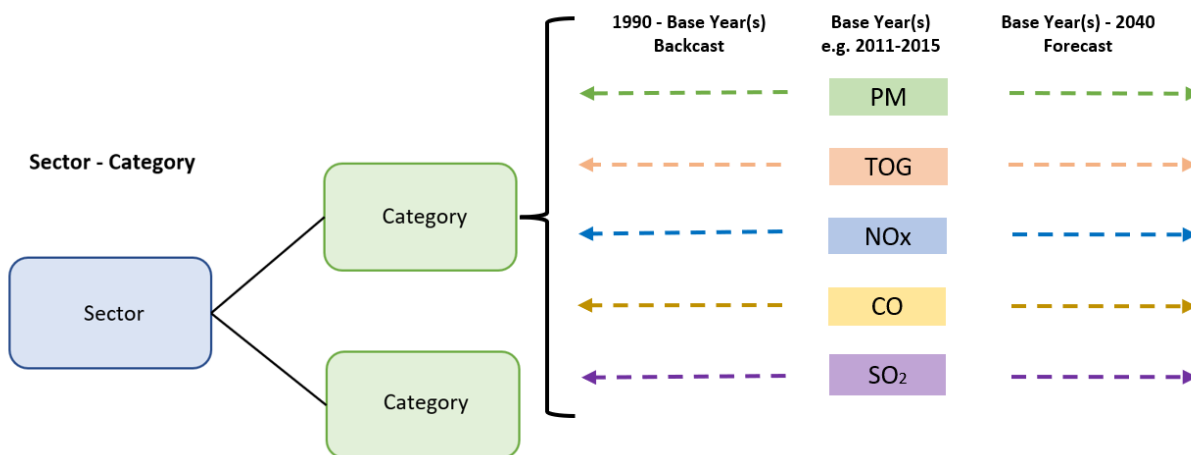 1990 - Base Year(s)
Backcast
Base Year(s)
e.g. 2011-2015
Base Year(s) - 2040
Forecast
Sector - Category
Sector
Category
Category
PM
TOG
NOx
CO
SO₂